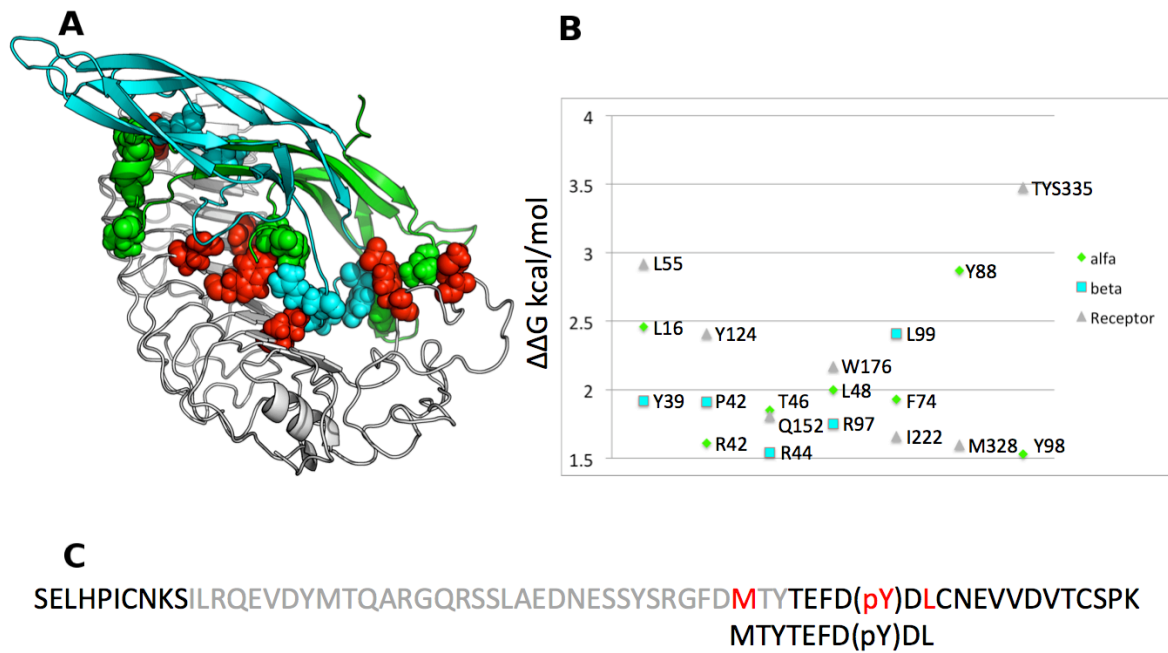 A
B
ΔΔG kcal/mol
4
3.5
3
2.5
2
1.5
TYS335
L55
Y88
L16
Y124
L99
W176
L48
Y39
P42
T46
F74
Q152
R97
R42
I222
R44
M328
Y98
alfa
beta
Receptor
C
SELHPICNKSILRQEVDYMTQARGQRSSLAEDNESSYSRGFDMTYTEFD(pY)DLCNEVVDVTCSPK
MTYTEFD(pY)DL